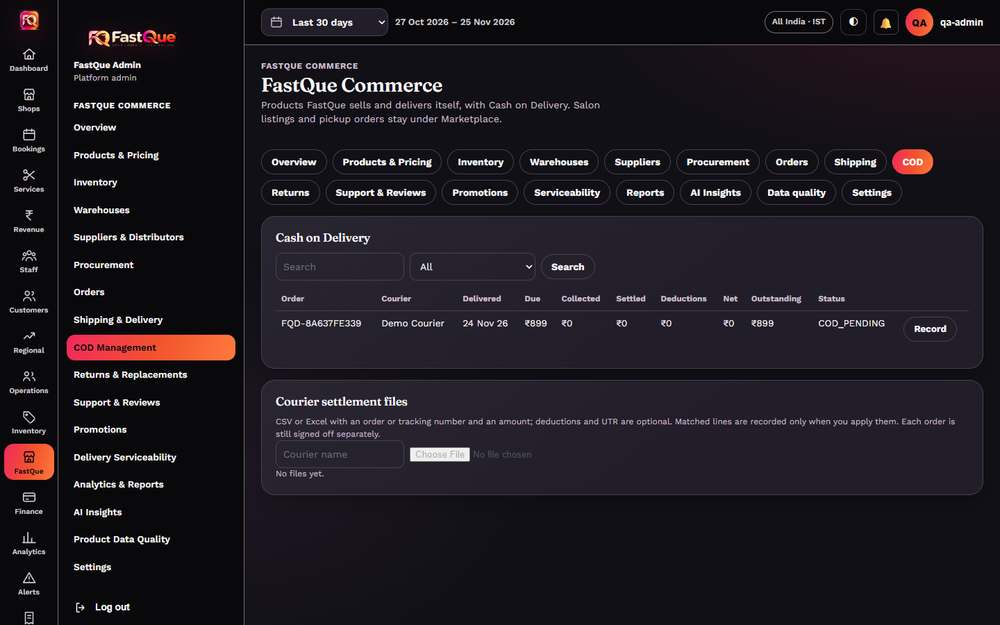 Dashboard
Shops
Bookings
Services
Revenue
Staff
Customers
Regional
Operations
Inventory
FastQue
Finance
Analytics
Alerts
FastQue
FastQue Admin
Platform admin
FASTQUE COMMERCE
Overview
Products & Pricing
Inventory
Warehouses
Suppliers & Distributors
Procurement
Orders
Shipping & Delivery
COD Management
Returns & Replacements
Support & Reviews
Promotions
Delivery Serviceability
Analytics & Reports
AI Insights
Product Data Quality
Settings
Log out
Last 30 days 27 Oct 2026 – 25 Nov 2026 All India · IST QA qa-admin
FASTQUE COMMERCE
FastQue Commerce
Products FastQue sells and delivers itself, with Cash on Delivery. Salon
listings and pickup orders stay under Marketplace.
Overview Products & Pricing Inventory Warehouses Suppliers Procurement Orders Shipping COD
Returns Support & Reviews Promotions Serviceability Reports AI Insights Data quality Settings
Cash on Delivery
Search All Search
Order Courier Delivered Due Collected Settled Deductions Net Outstanding Status
FQD-8A637FE339 Demo Courier 24 Nov 26 ₹899 ₹0 ₹0 ₹0 ₹0 ₹899 COD_PENDING Record
Courier settlement files
CSV or Excel with an order or tracking number and an amount; deductions and UTR are optional. Matched lines are recorded only when you apply them. Each order is
still signed off separately.
Courier name Choose File No file chosen
No files yet.